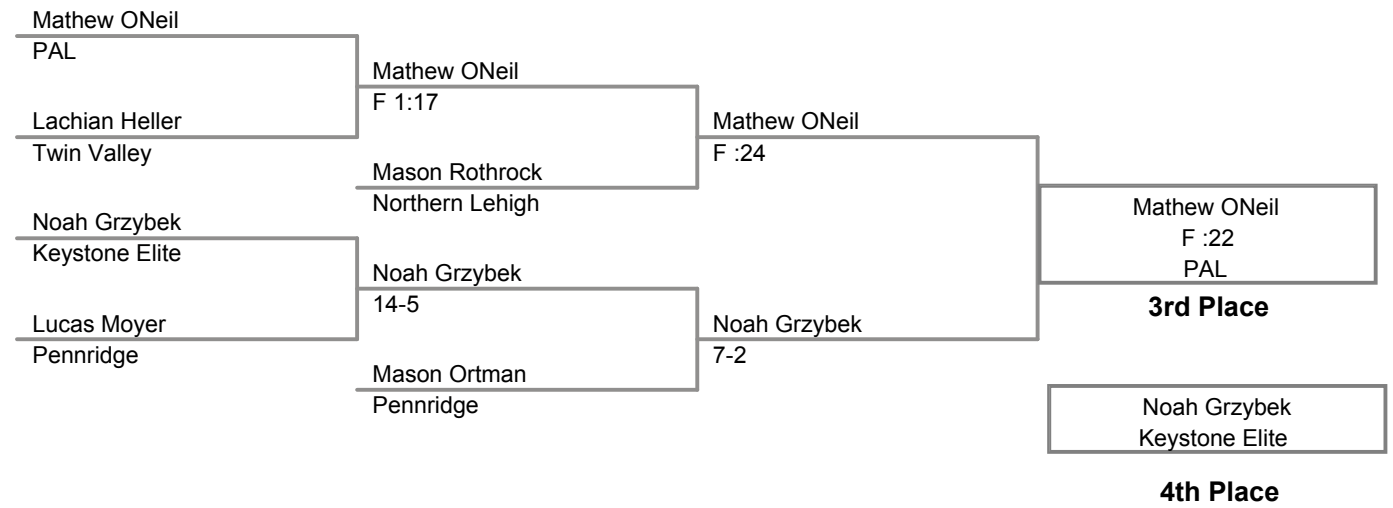 Mathew ONeil
PAL
Lachian Heller
Twin Valley
Noah Grzybek
Keystone Elite
Lucas Moyer
Pennridge
Mathew ONeil
F 1:17
Mason Rothrock
Northern Lehigh
Noah Grzybek
14-5
Mason Ortman
Pennridge
Mathew ONeil
F :24
Noah Grzybek
7-2
Mathew ONeil
F :22
PAL
3rd Place
Noah Grzybek
Keystone Elite
4th Place